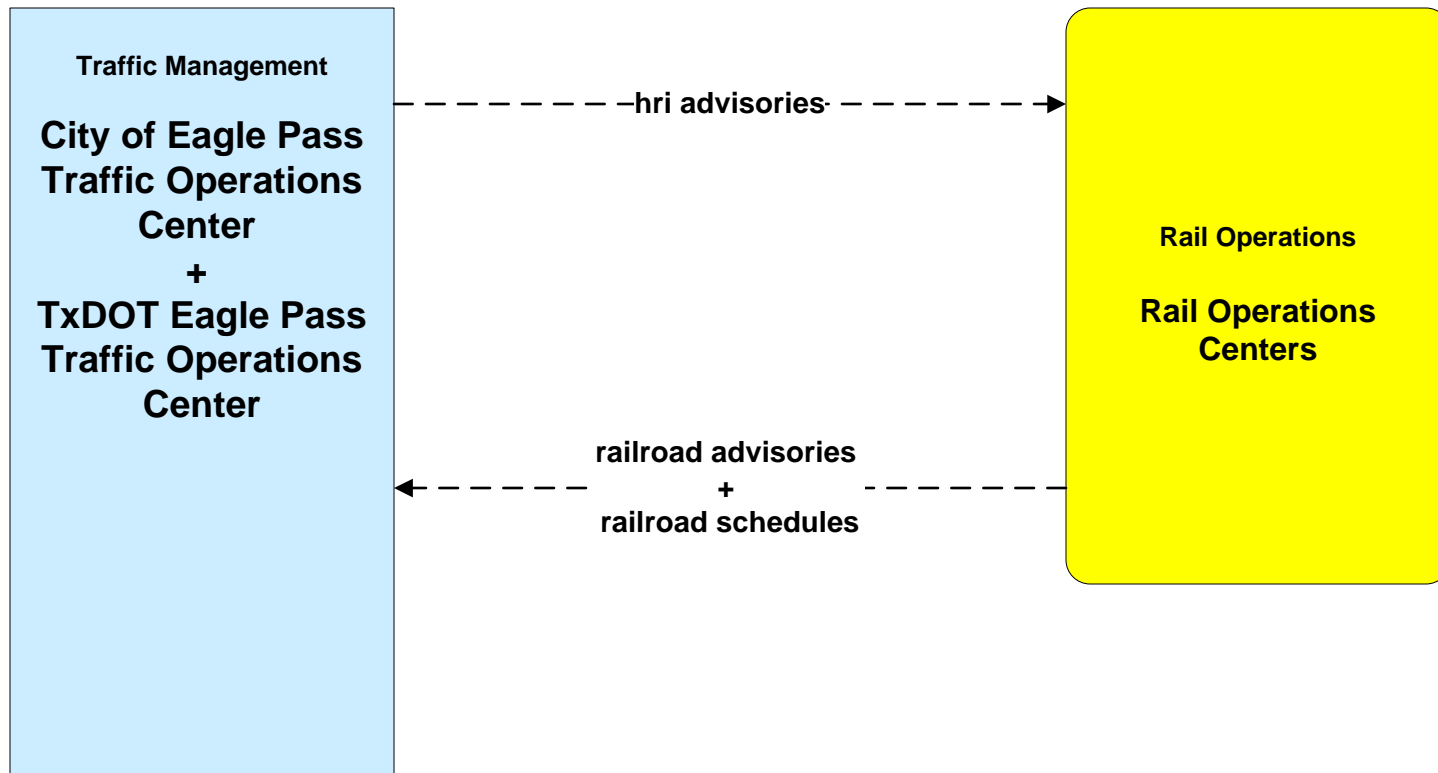 Traffic Management
City of Eagle Pass
Traffic Operations
Center
+
TxDOT Eagle Pass
Traffic Operations
Center
hri advisories
Rail Operations
Rail Operations
Centers
railroad advisories
+
railroad schedules